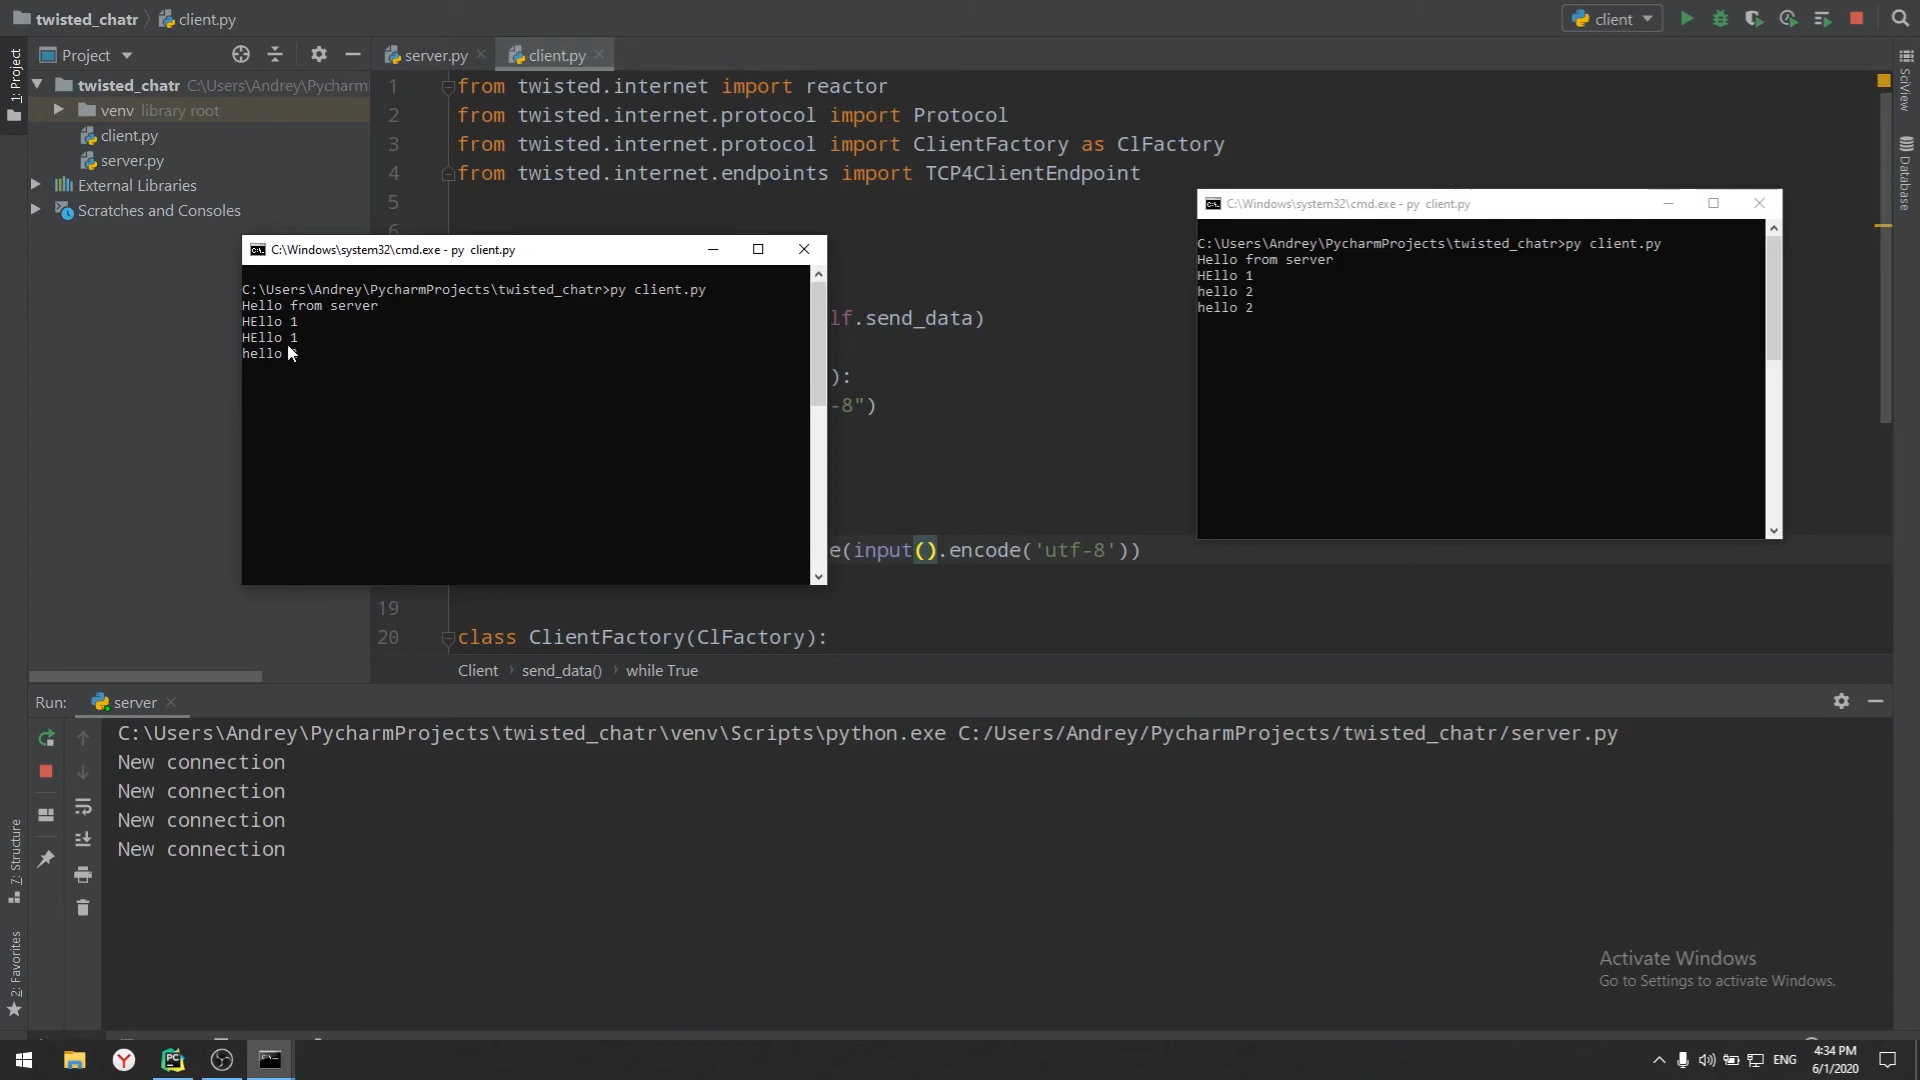 twisted_chatr
client.py
client
Project
server.py
client.py
1: Project
twisted_chatr C:\Users\Andrey\Pycharm
venv library root
client.py
server.py
External Libraries
Scratches and Consoles
1 from twisted.internet import reactor
2 from twisted.internet.protocol import Protocol
3 from twisted.internet.protocol import ClientFactory as ClFactory
4 from twisted.internet.endpoints import TCP4ClientEndpoint
5
6
C:\Windows\system32\cmd.exe - py client.py
C:\Users\Andrey\PycharmProjects\twisted_chatr>py client.py
Hello from server
HEllo 1
HEllo 1
hello
C:\Windows\system32\cmd.exe - py client.py
C:\Users\Andrey\PycharmProjects\twisted_chatr>py client.py
Hello from server
HEllo 1
hello 2
hello 2
lf.send_data)
):
-8")
e(input().encode('utf-8'))
19
20 class ClientFactory(ClFactory):
Client
send_data()
while True
SciView
Database
Run:
server
C:\Users\Andrey\PycharmProjects\twisted_chatr\venv\Scripts\python.exe C:/Users/Andrey/PycharmProjects/twisted_chatr/server.py
New connection
New connection
New connection
New connection
7: Structure
2: Favorites
Activate Windows
Go to Settings to activate Windows.
ENG
4:34 PM
6/1/2020